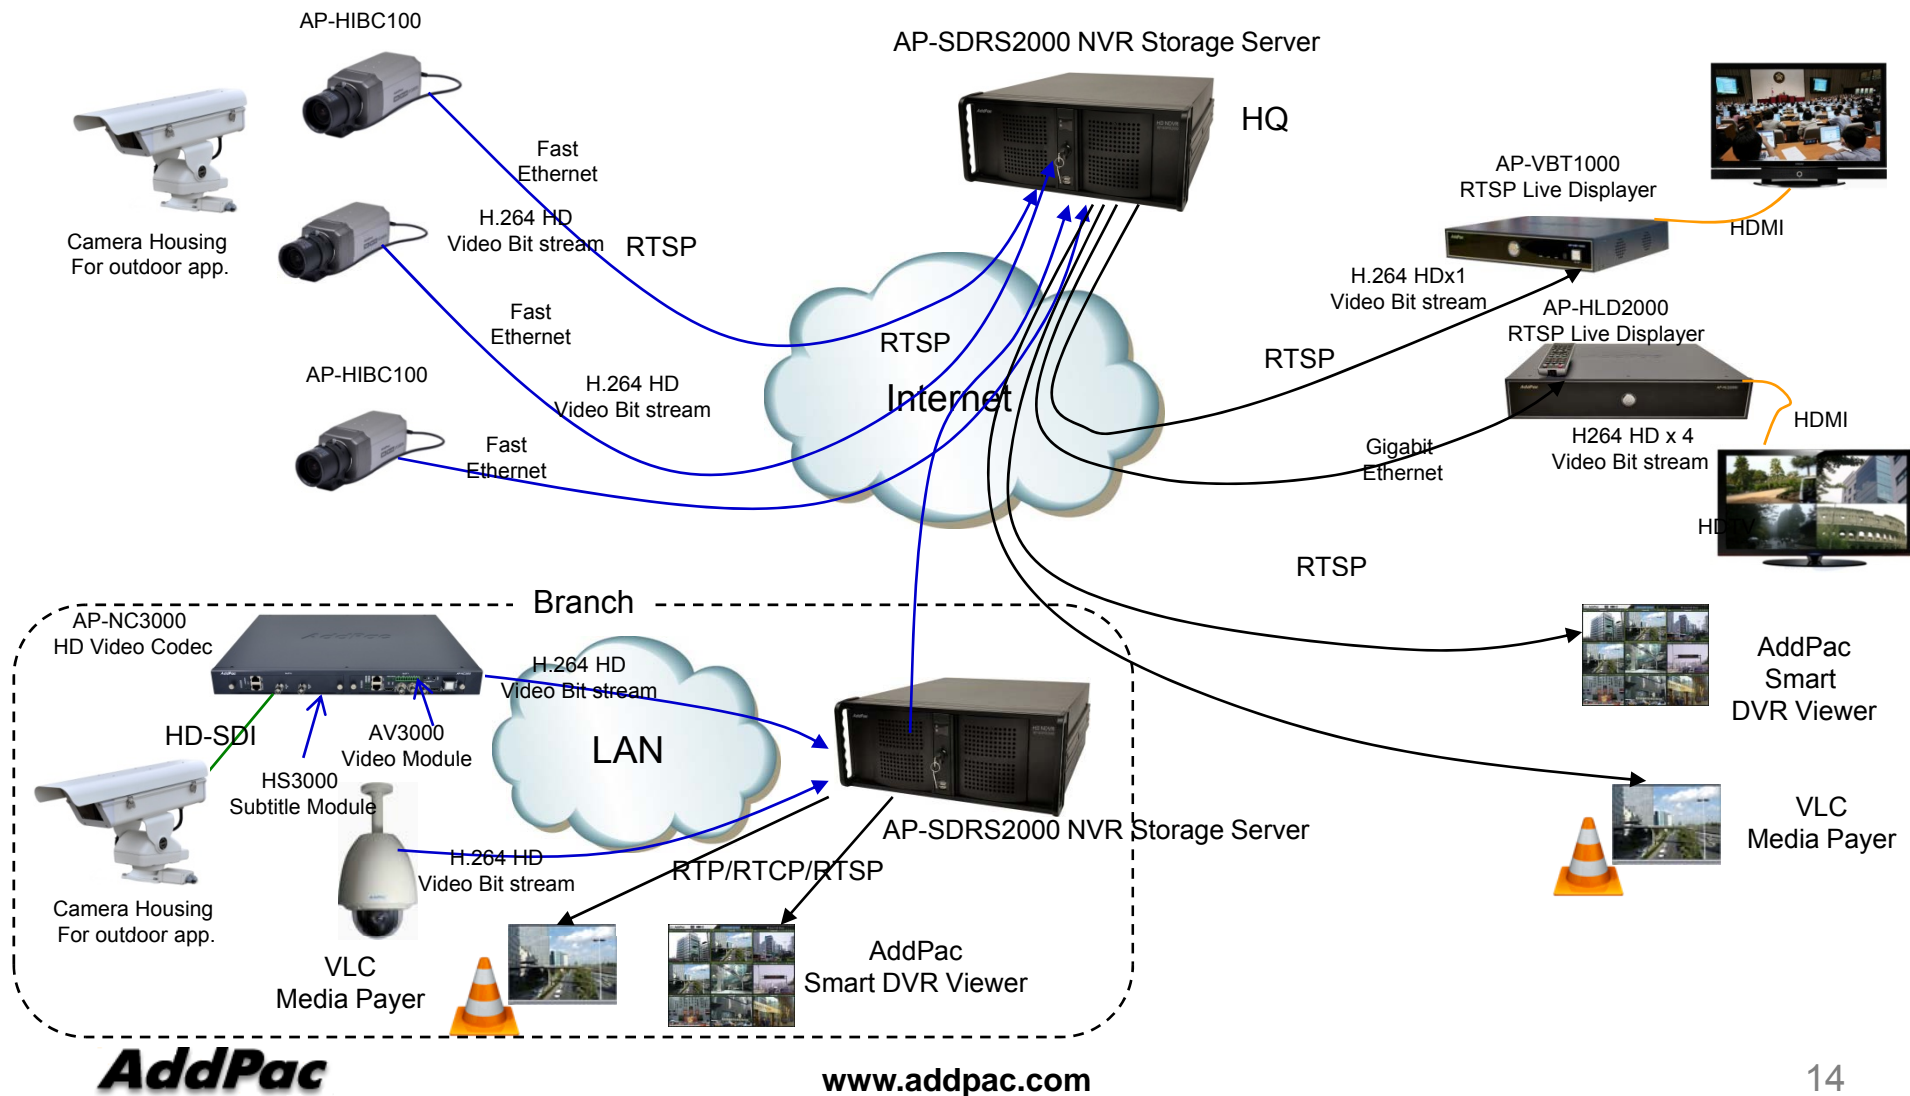 AP-HIBC100
AP-SDRS2000 NVR Storage Server
HQ
Fast
Ethernet
AP-VBT1000
RTSP Live Displayer
Camera Housing
For outdoor app.
H.264 HD
Video Bit stream
RTSP
HDMI
H.264 HDx1
Video Bit stream
Fast
Ethernet
AP-HLD2000
RTSP Live Displayer
RTSP
RTSP
AP-HIBC100
H.264 HD
Video Bit stream
Internet
HDMI
Fast
Ethernet
Gigabit
Ethernet
H264 HD x 4
Video Bit stream
HDTV
RTSP
Branch
AP-NC3000
HD Video Codec
AddPac
H.264 HD
Video Bit stream
AddPac
Smart
DVR Viewer
HD-SDI
AV3000
Video Module
LAN
HS3000
Subtitle Module
AP-SDRS2000 NVR Storage Server
VLC
Media Payer
H.264 HD
Video Bit stream
RTP/RTCP/RTSP
Camera Housing
For outdoor app.
VLC
Media Payer
AddPac
Smart DVR Viewer
AddPac
www.addpac.com
14